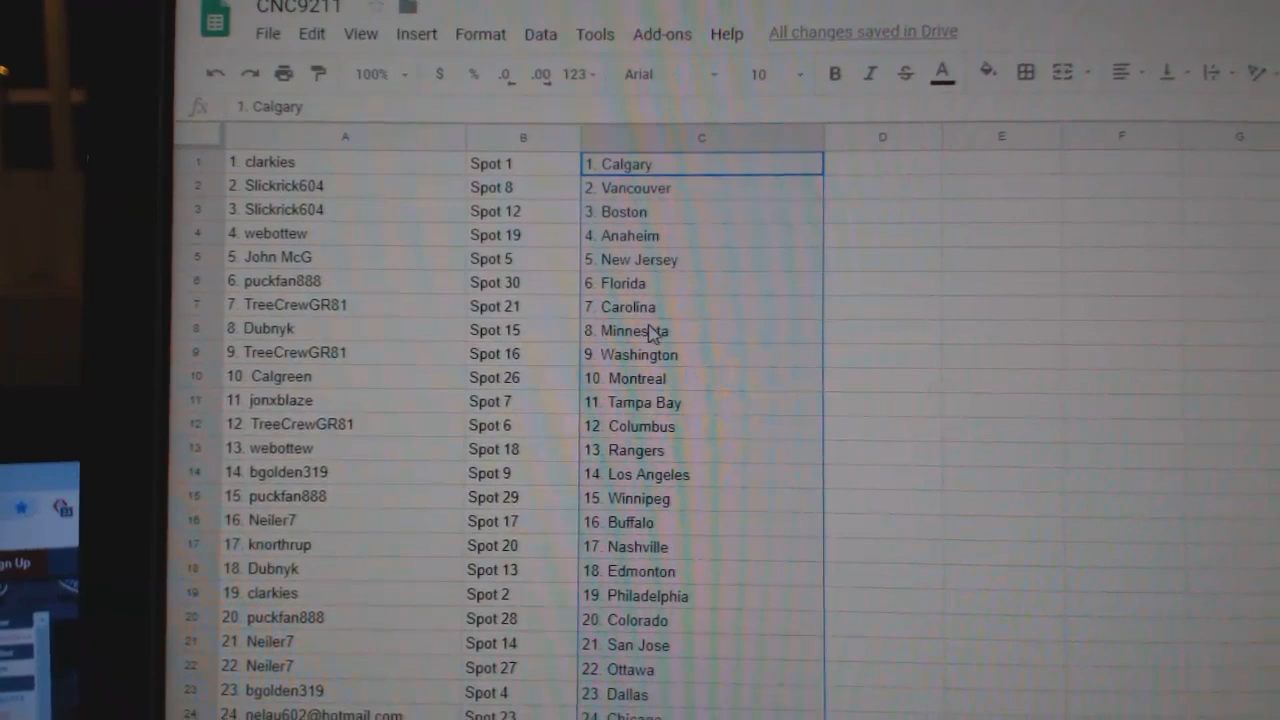 CNC9211
File Edit View Insert Format Data Tools Add-ons Help All changes saved in Drive
100% $ % .0 .00 123 Arial 10 B I S A
fx 1. Calgary
A B C D E F G
1 1. clarkies Spot 1 1. Calgary
2 2. Slickrick604 Spot 8 2. Vancouver
3 3. Slickrick604 Spot 12 3. Boston
4 4. webottew Spot 19 4. Anaheim
5 5. John McG Spot 5 5. New Jersey
6 6. puckfan888 Spot 30 6. Florida
7 7. TreeCrewGR81 Spot 21 7. Carolina
8 8. Dubnyk Spot 15 8. Minnesota
9 9. TreeCrewGR81 Spot 16 9. Washington
10 10. Calgreen Spot 26 10. Montreal
11 11. jonxblaze Spot 7 11. Tampa Bay
12 12. TreeCrewGR81 Spot 6 12. Columbus
13 13. webottew Spot 18 13. Rangers
14 14. bgolden319 Spot 9 14. Los Angeles
15 15. puckfan888 Spot 29 15. Winnipeg
16 16. Neiler7 Spot 17 16. Buffalo
17 17. knorthrup Spot 20 17. Nashville
18 18. Dubnyk Spot 13 18. Edmonton
19 19. clarkies Spot 2 19. Philadelphia
20 20. puckfan888 Spot 28 20. Colorado
21 21. Neiler7 Spot 14 21. San Jose
22 22. Neiler7 Spot 27 22. Ottawa
23 23. bgolden319 Spot 4 23. Dallas
24 24. nelau602@hotmail.com Spot 23 24. Chicago
gn Up